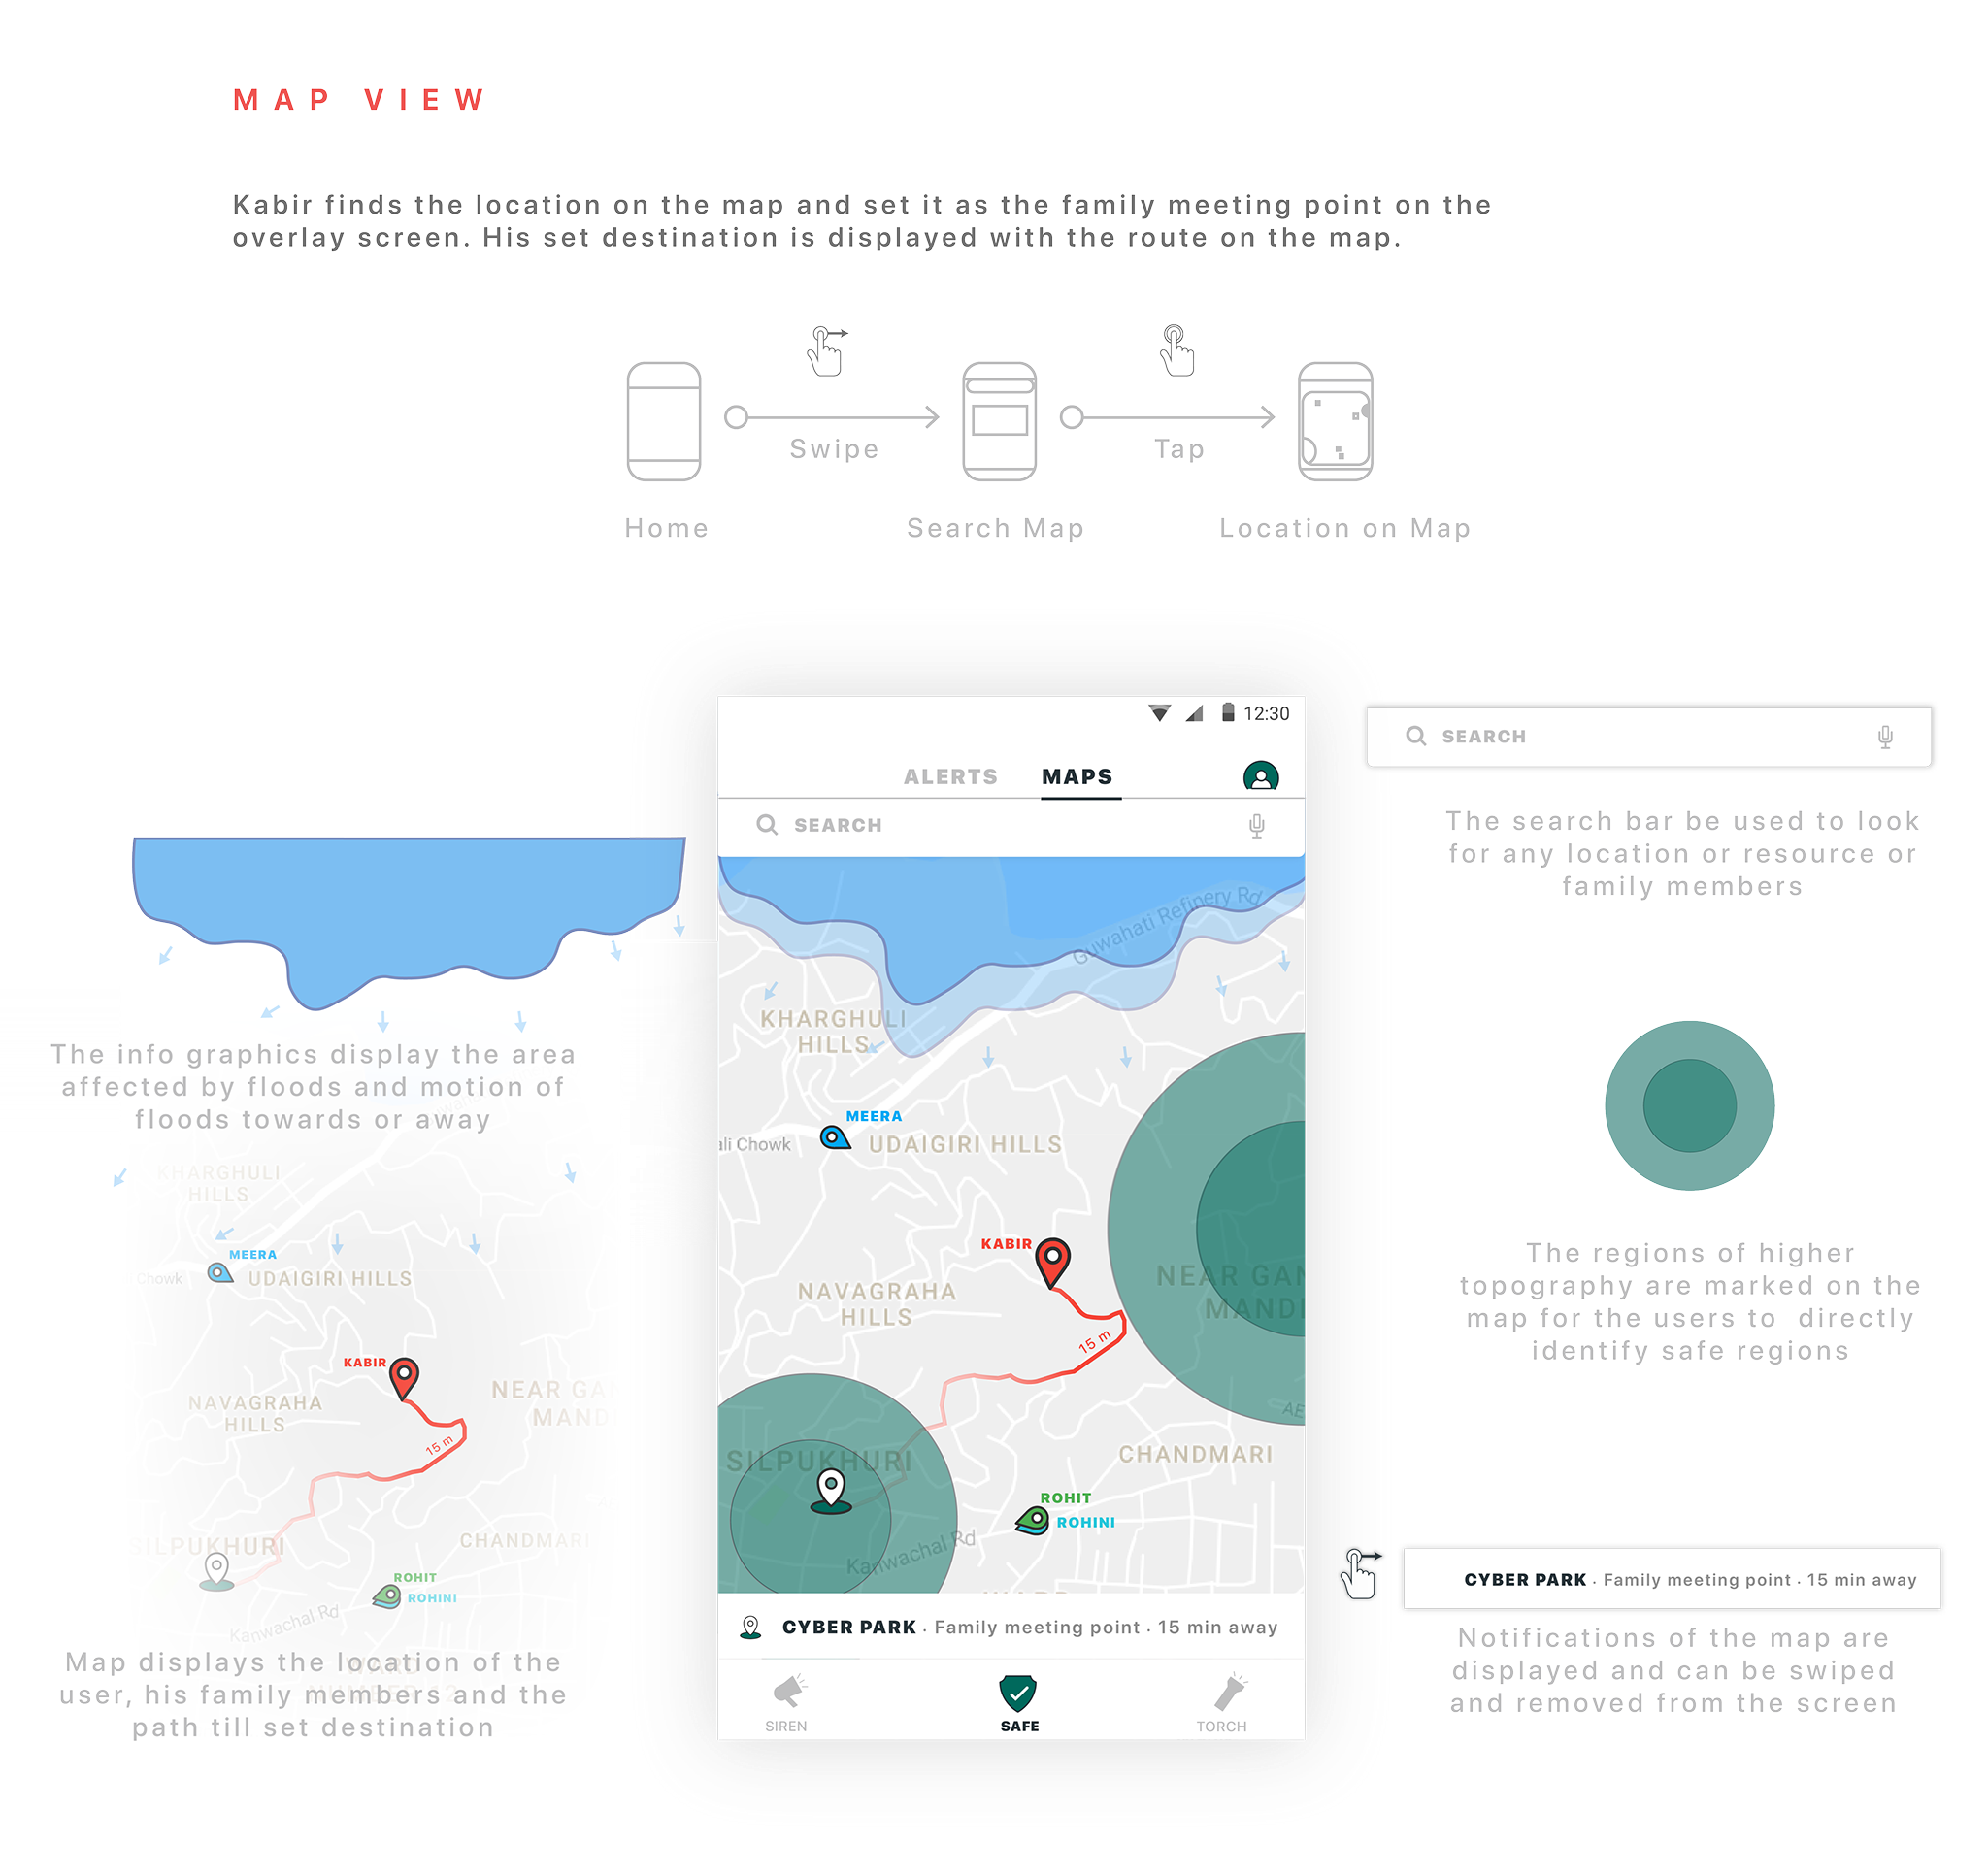 MAP VIEW
Kabir finds the location on the map and set it as the family meeting point on the
overlay screen. His set destination is displayed with the route on the map.
Swipe
Tap
Home
Search Map
Location on Map
12:30
ALERTS
MAPS
SEARCH
Guwahati Refinery Rd
KHARGHULI
HILLS
MEERA
ali Chowk
UDAIGIRI HILLS
KABIR
NEAR GAN
MANDI
NAVAGRAHA
HILLS
15 m
AE
SILPUKHURI
CHANDMARI
ROHIT
ROHINI
Kanwachal Rd
CYBER PARK · Family meeting point · 15 min away
SIREN
SAFE
TORCH
The info graphics display the area
affected by floods and motion of
floods towards or away
KHARGHULI
HILLS
MEERA
Chowk
UDAIGIRI HILLS
KABIR
NEAR GA
MAND
NAVAGRAHA
HILLS
15 m
SILPUKHURI
CHANDMARI
ROHIT
ROHINI
Kanwachal Rd
Map displays the location of the
user, his family members and the
path till set destination
SEARCH
The search bar be used to look
for any location or resource or
family members
The regions of higher
topography are marked on the
map for the users to directly
identify safe regions
CYBER PARK · Family meeting point · 15 min away
Notifications of the map are
displayed and can be swiped
and removed from the screen